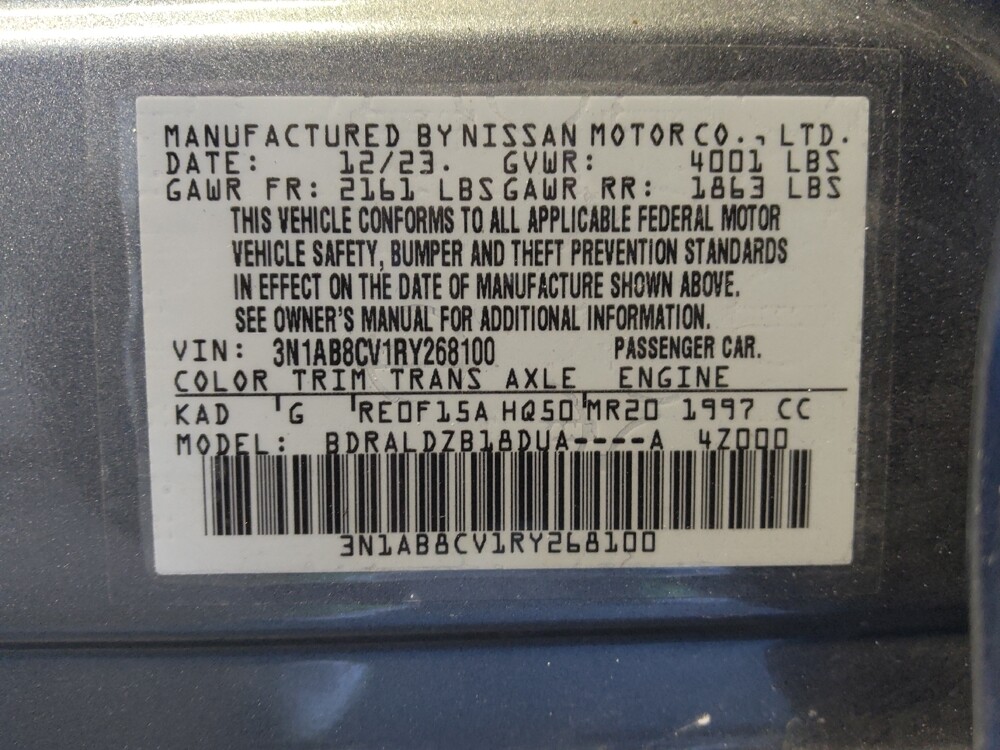 MANUFACTURED BY NISSAN MOTOR CO., LTD.
DATE: 12/23. GVWR: 4001 LBS
GAWR FR: 2161 LBS GAWR RR: 1863 LBS
THIS VEHICLE CONFORMS TO ALL APPLICABLE FEDERAL MOTOR
VEHICLE SAFETY, BUMPER AND THEFT PREVENTION STANDARDS
IN EFFECT ON THE DATE OF MANUFACTURE SHOWN ABOVE.
SEE OWNER'S MANUAL FOR ADDITIONAL INFORMATION.
VIN: 3N1AB8CV1RY268100 PASSENGER CAR.
COLOR TRIM TRANS AXLE ENGINE
KAD G RE0F15A HQ50 MR20 1997 CC
MODEL: BDRALDZB18DUA----A 4Z000
3N1AB8CV1RY268100